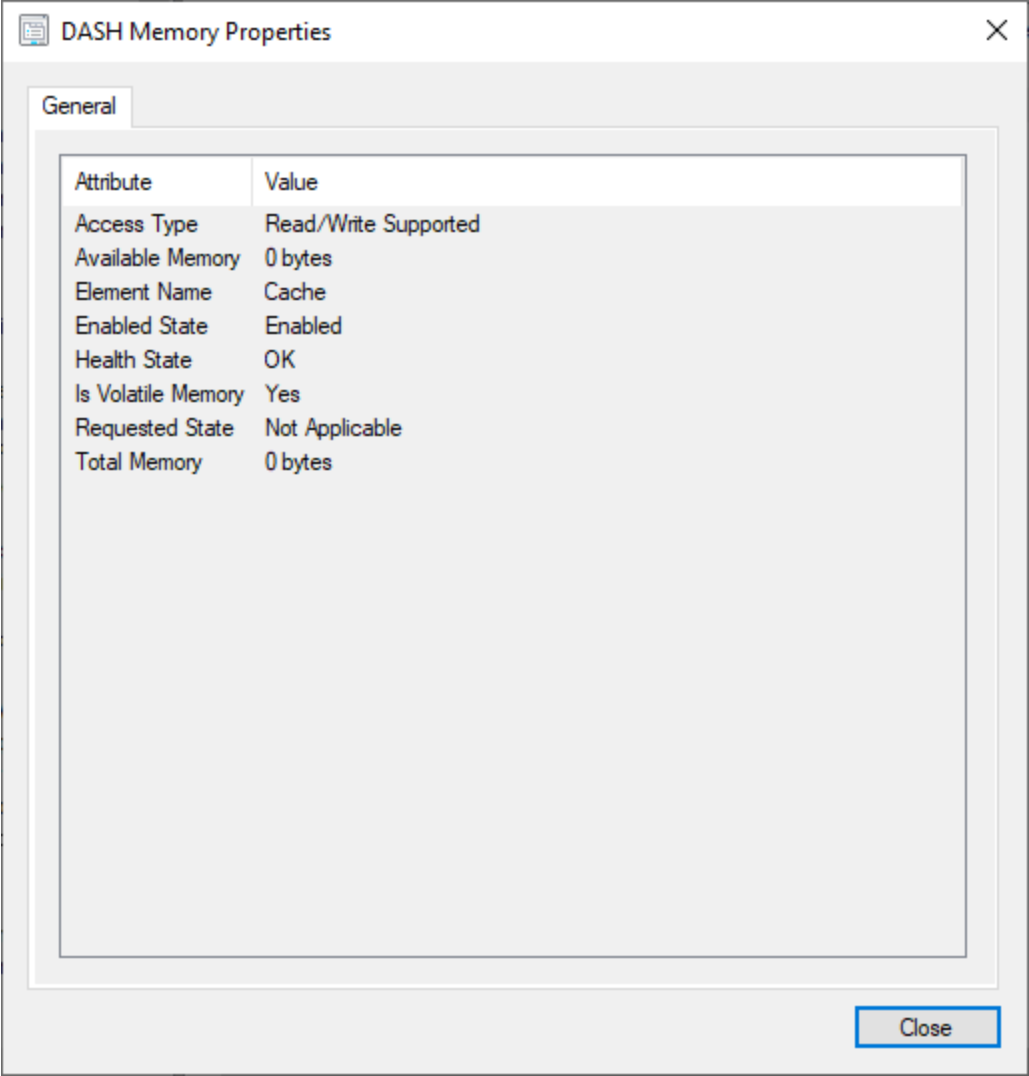 DASH Memory Properties
General
Attribute Value
Access Type Read/Write Supported
Available Memory 0 bytes
Element Name Cache
Enabled State Enabled
Health State OK
Is Volatile Memory Yes
Requested State Not Applicable
Total Memory 0 bytes
Close